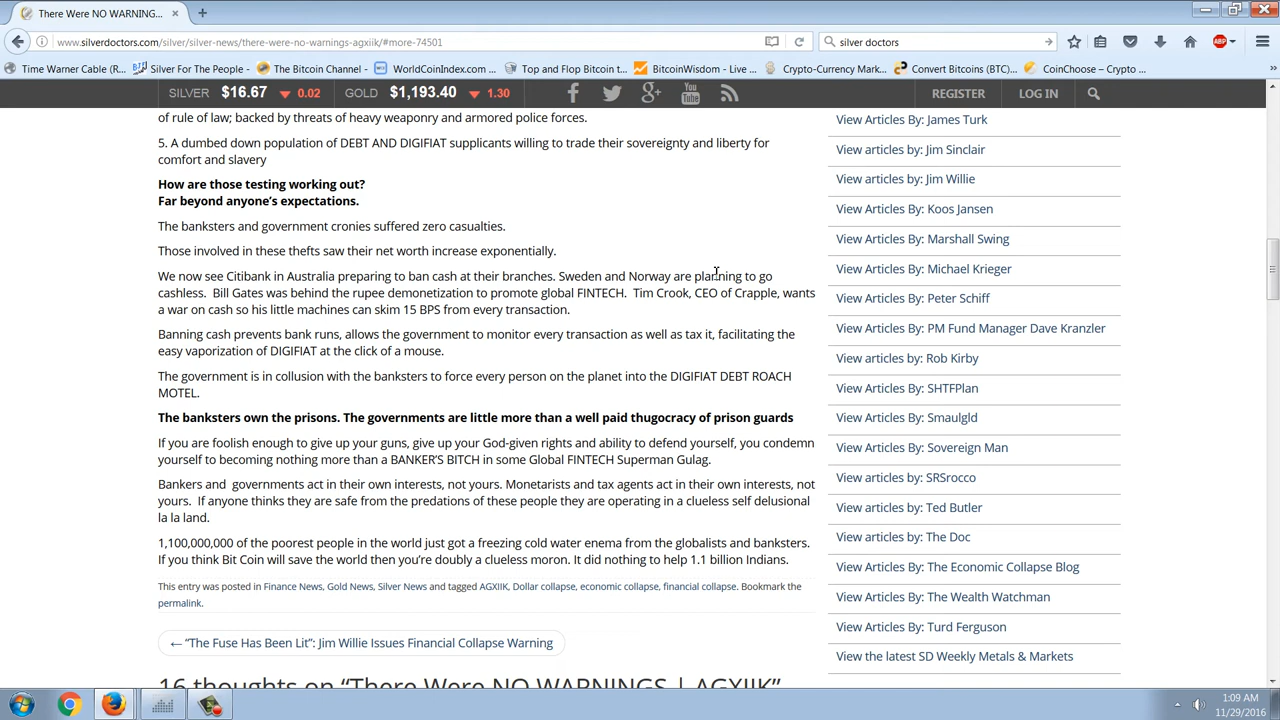 There Were NO WARNING...
www.silverdoctors.com/silver/silver-news/there-were-no-warnings-agxiik/#more-74501
silver doctors
ABP
Time Warner Cable (R... Silver For The People - ... The Bitcoin Channel - ... WorldCoinIndex.com ... Top and Flop Bitcoin t... BitcoinWisdom - Live ... Crypto-Currency Mark... Convert Bitcoins (BTC)... CoinChoose – Crypto ...
SILVER $16.67 0.02 GOLD $1,193.40 1.30 REGISTER LOG IN
of rule of law; backed by threats of heavy weaponry and armored police forces.
5. A dumbed down population of DEBT AND DIGIFIAT supplicants willing to trade their sovereignty and liberty for
comfort and slavery
How are those testing working out?
Far beyond anyone's expectations.
The banksters and government cronies suffered zero casualties.
Those involved in these thefts saw their net worth increase exponentially.
We now see Citibank in Australia preparing to ban cash at their branches. Sweden and Norway are planning to go
cashless. Bill Gates was behind the rupee demonetization to promote global FINTECH. Tim Crook, CEO of Crapple, wants
a war on cash so his little machines can skim 15 BPS from every transaction.
Banning cash prevents bank runs, allows the government to monitor every transaction as well as tax it, facilitating the
easy vaporization of DIGIFIAT at the click of a mouse.
The government is in collusion with the banksters to force every person on the planet into the DIGIFIAT DEBT ROACH
MOTEL.
The banksters own the prisons. The governments are little more than a well paid thugocracy of prison guards
If you are foolish enough to give up your guns, give up your God-given rights and ability to defend yourself, you condemn
yourself to becoming nothing more than a BANKER'S BITCH in some Global FINTECH Superman Gulag.
Bankers and governments act in their own interests, not yours. Monetarists and tax agents act in their own interests, not
yours. If anyone thinks they are safe from the predations of these people they are operating in a clueless self delusional
la la land.
1,100,000,000 of the poorest people in the world just got a freezing cold water enema from the globalists and banksters.
If you think Bit Coin will save the world then you're doubly a clueless moron. It did nothing to help 1.1 billion Indians.
This entry was posted in Finance News, Gold News, Silver News and tagged AGXIIK, Dollar collapse, economic collapse, financial collapse. Bookmark the
permalink.
← "The Fuse Has Been Lit": Jim Willie Issues Financial Collapse Warning
16 thoughts on "There Were NO WARNINGS | AGXIIK"
View Articles By: James Turk
View articles by: Jim Sinclair
View articles by: Jim Willie
View Articles By: Koos Jansen
View Articles By: Marshall Swing
View Articles By: Michael Krieger
View Articles By: Peter Schiff
View Articles By: PM Fund Manager Dave Kranzler
View articles by: Rob Kirby
View Articles By: SHTFPlan
View Articles By: Smaulgld
View Articles By: Sovereign Man
View articles by: SRSrocco
View articles by: Ted Butler
View articles by: The Doc
View Articles By: The Economic Collapse Blog
View Articles By: The Wealth Watchman
View Articles By: Turd Ferguson
View the latest SD Weekly Metals & Markets
1:09 AM
11/29/2016